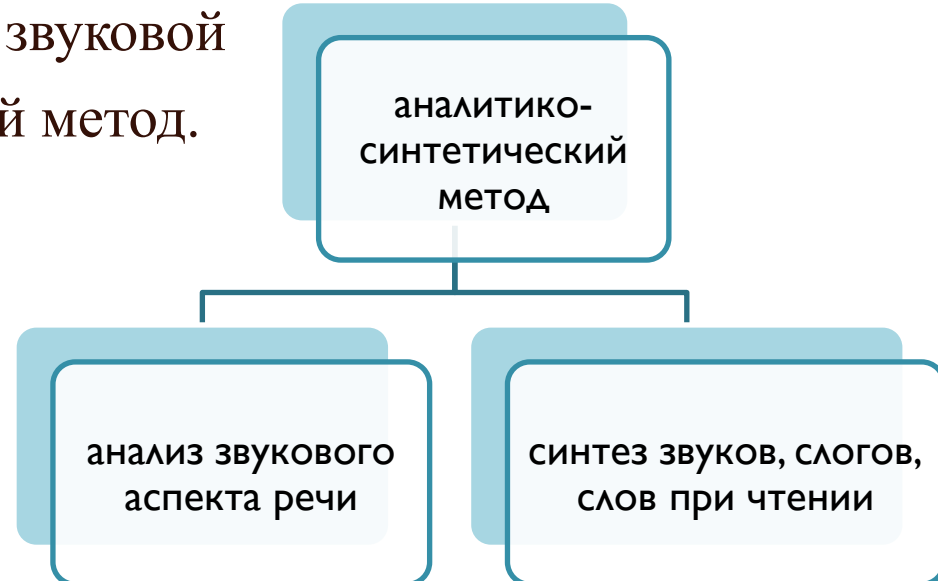 звуковой
й метод.
аналитико-
синтетический
метод
анализ звукового
аспекта речи
синтез звуков, слогов,
слов при чтении